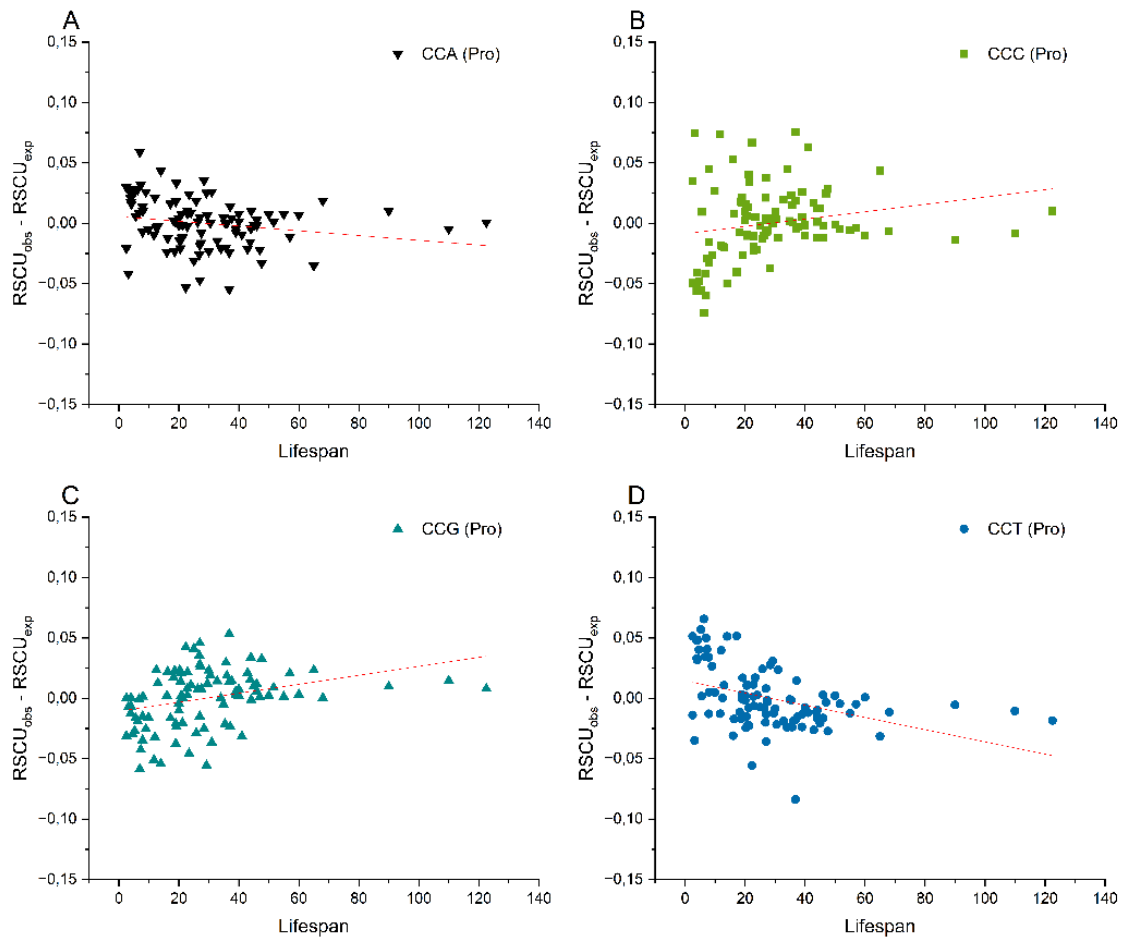 A
CCA (Pro)
0,15
0,10
0,05
0,00
−0,05
−0,10
−0,15
RSCUobs - RSCUexp
0 20 40 60 80 100 120 140
Lifespan
B
CCC (Pro)
0,15
0,10
0,05
0,00
−0,05
−0,10
−0,15
RSCUobs - RSCUexp
0 20 40 60 80 100 120 140
Lifespan
C
CCG (Pro)
0,15
0,10
0,05
0,00
−0,05
−0,10
−0,15
RSCUobs - RSCUexp
0 20 40 60 80 100 120 140
Lifespan
D
CCT (Pro)
0,15
0,10
0,05
0,00
−0,05
−0,10
−0,15
RSCUobs - RSCUexp
0 20 40 60 80 100 120 140
Lifespan